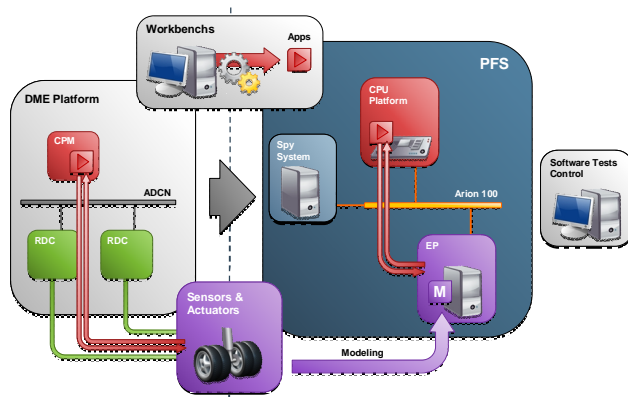 Workbenchs
Apps
DME Platform
CPM
ADCN
RDC
RDC
Sensors &
Actuators
PFS
CPU
Platform
Spy
System
Arion 100
EP
M
Modeling
Software Tests
Control